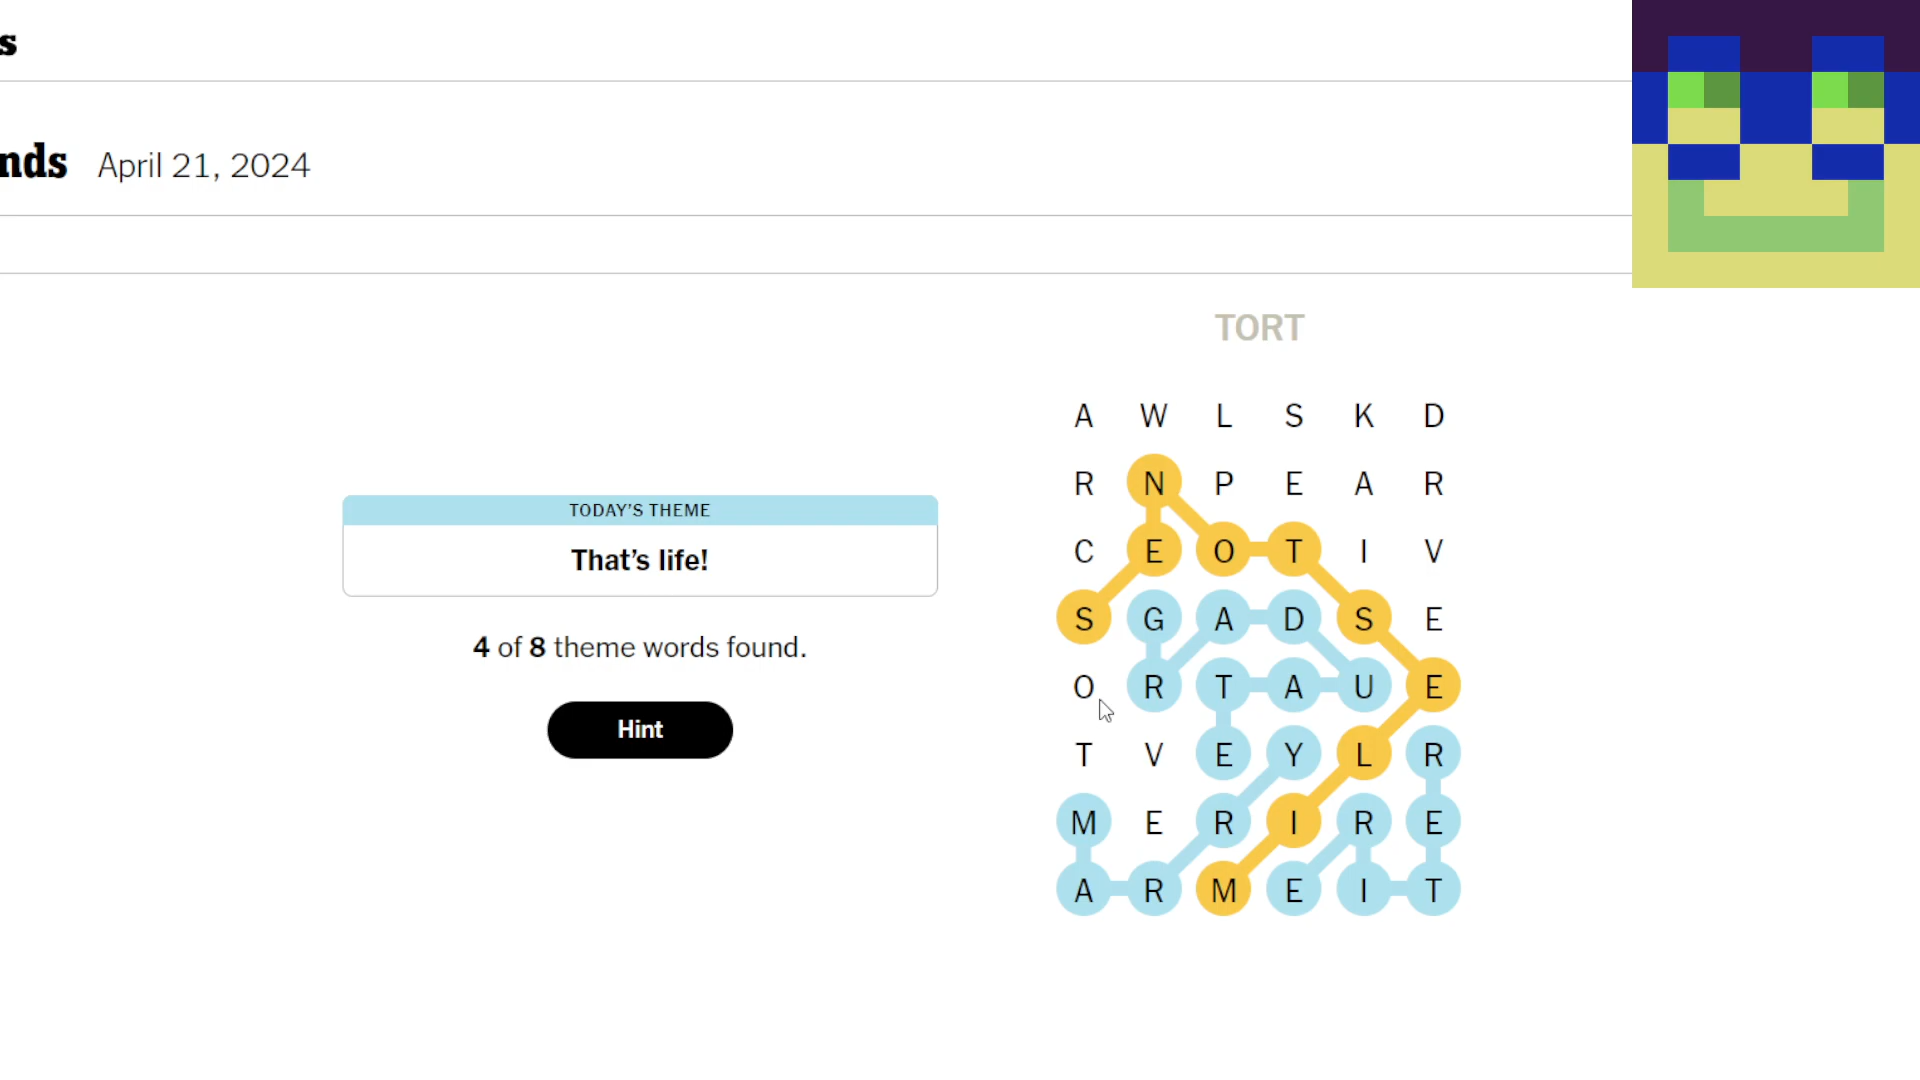 s
nds April 21, 2024
TORT
TODAY'S THEME
That's life!
4 of 8 theme words found.
Hint
A W L S K D
R N P E A R
C E O T I V
S G A D S E
O R T A U E
T V E Y L R
M E R I R E
A R M E I T